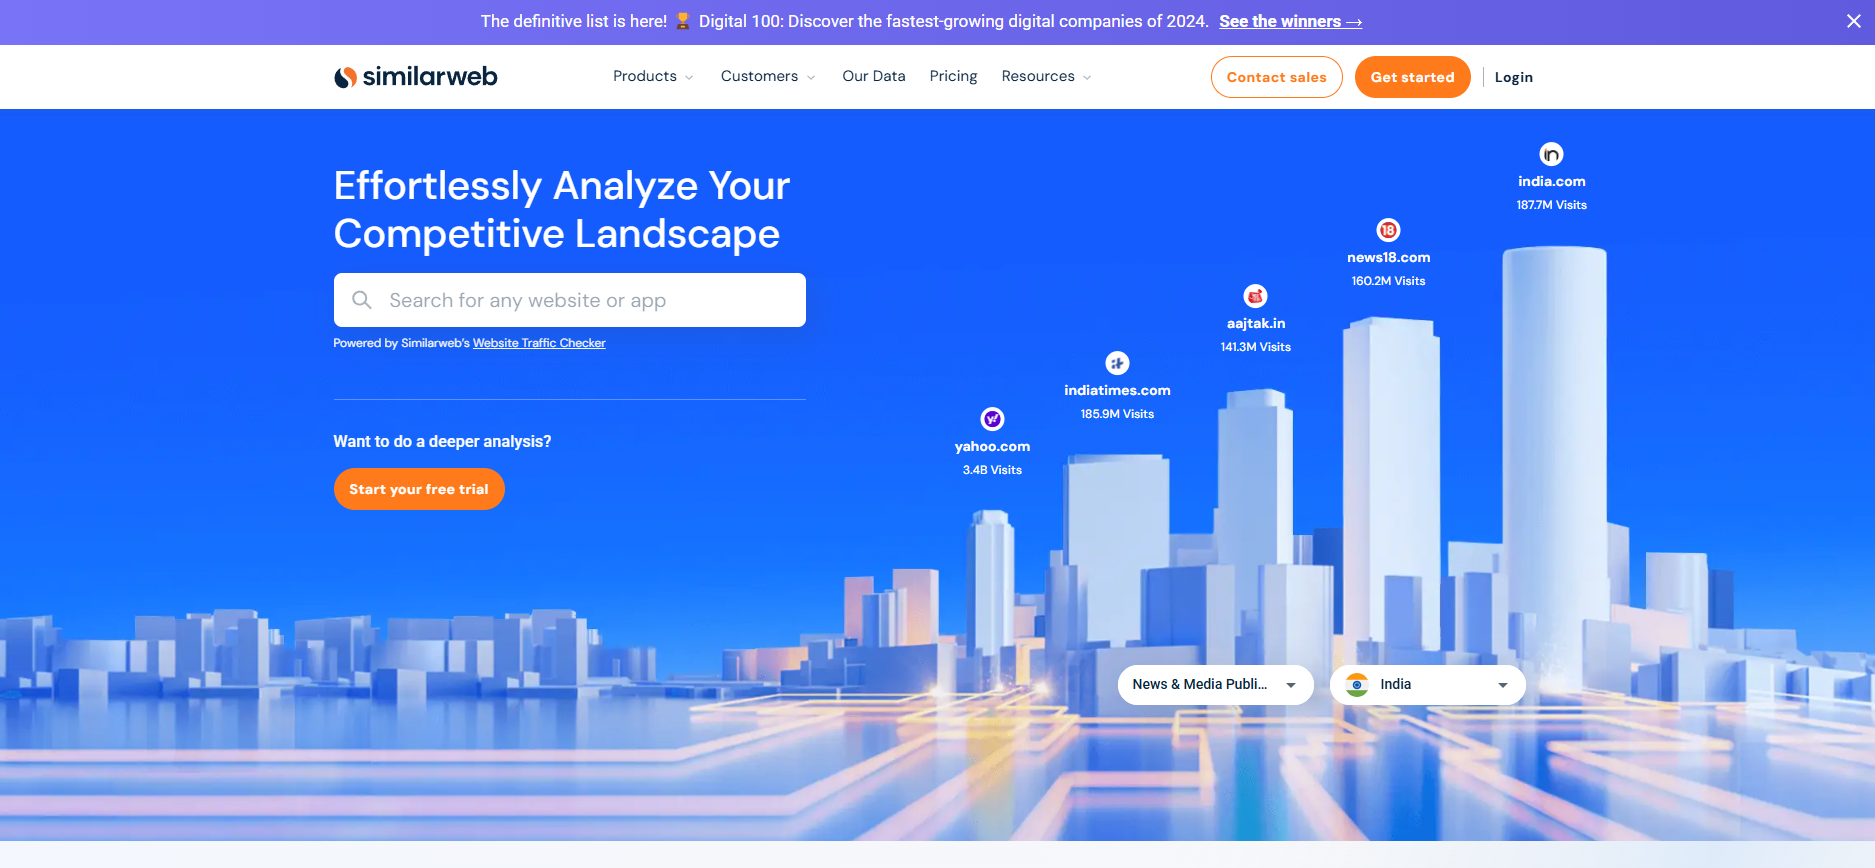 The definitive list is here! 🏆 Digital 100: Discover the fastest-growing digital companies of 2024. See the winners →
similarweb
Products
Customers
Our Data
Pricing
Resources
Contact sales
Get started
Login
Effortlessly Analyze Your
Competitive Landscape
Search for any website or app
Powered by Similarweb's Website Traffic Checker
Want to do a deeper analysis?
Start your free trial
yahoo.com
3.4B Visits
indiatimes.com
185.9M Visits
aajtak.in
141.3M Visits
18
news18.com
160.2M Visits
in
india.com
187.7M Visits
News & Media Publi...
India